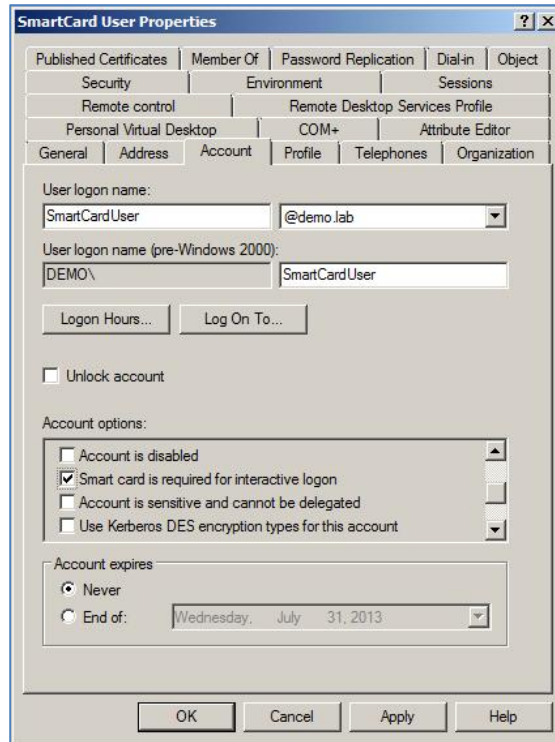 SmartCard User Properties
Published Certificates Member Of Password Replication Dial-in Object
Security Environment Sessions
Remote control Remote Desktop Services Profile
Personal Virtual Desktop COM+ Attribute Editor
General Address Account Profile Telephones Organization
User logon name:
SmartCardUser @demo.lab
User logon name (pre-Windows 2000):
DEMO\ SmartCardUser
Logon Hours... Log On To...
Unlock account
Account options:
Account is disabled
Smart card is required for interactive logon
Account is sensitive and cannot be delegated
Use Kerberos DES encryption types for this account
Account expires
Never
End of: Wednesday, July 31, 2013
OK Cancel Apply Help